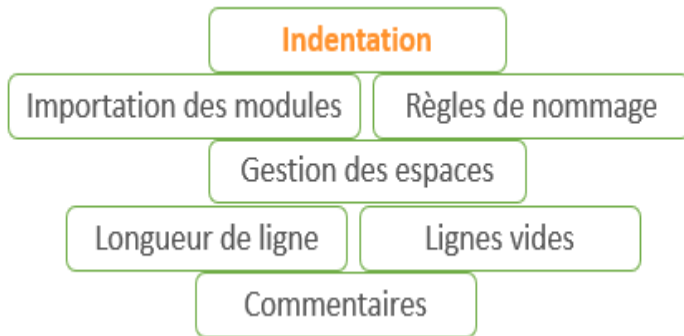 Indentation
Importation des modules
Règles de nommage
Gestion des espaces
Longueur de ligne
Lignes vides
Commentaires